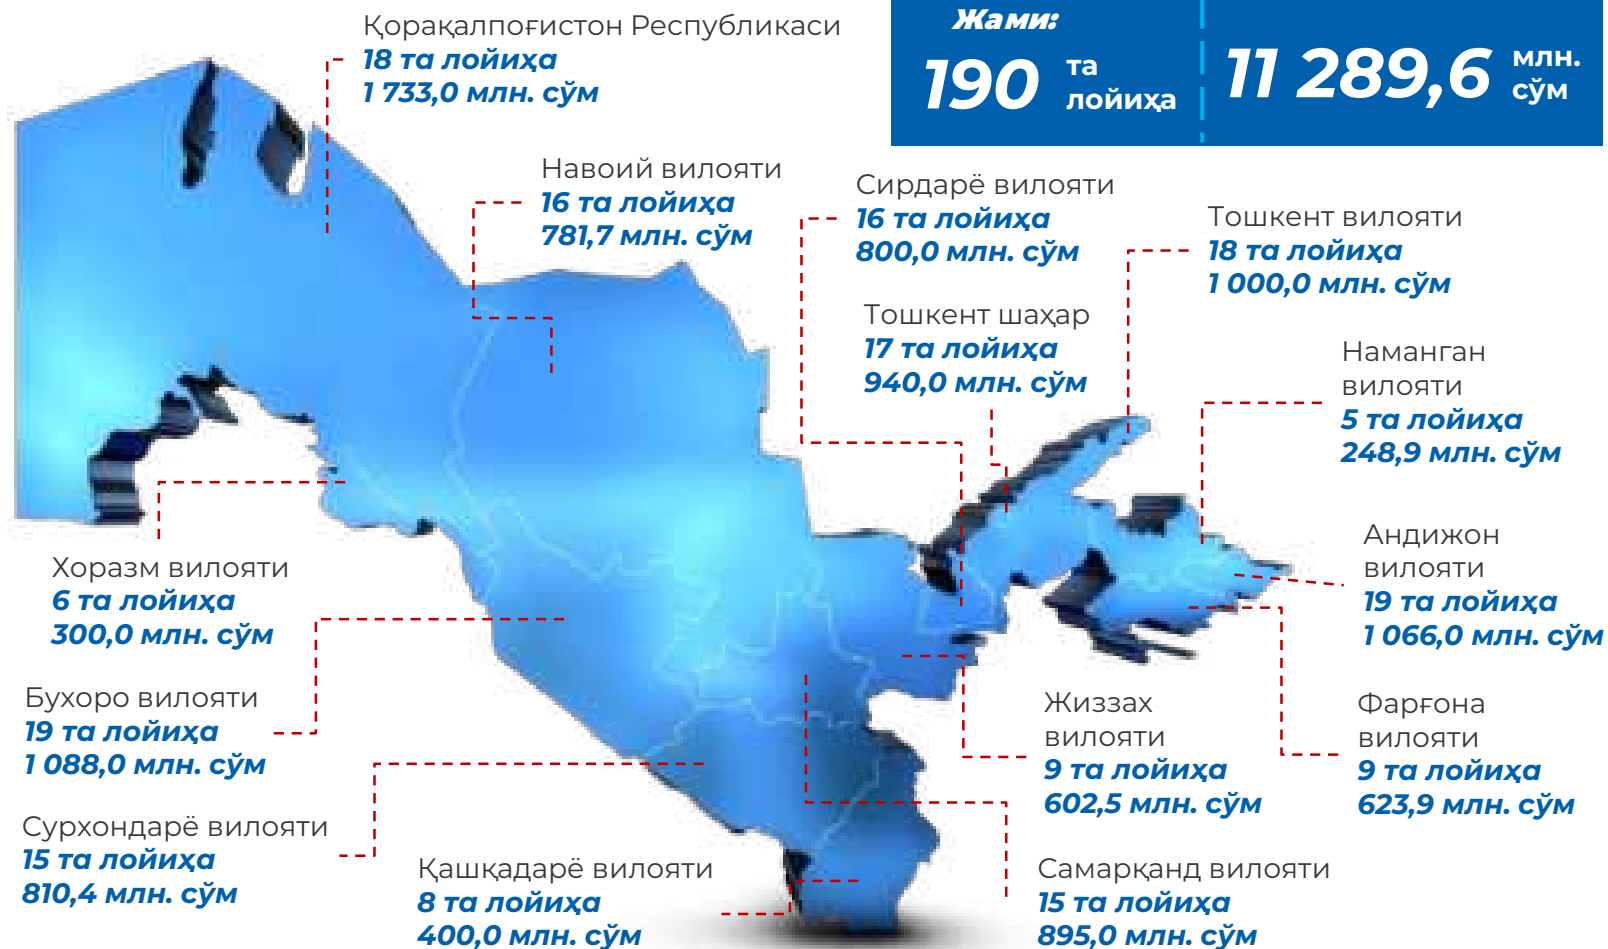 Қорақалпоғистон Республикаси
18 та лойиҳа
1 733,0 млн. сўм
Жами:
190 та лойиҳа
11 289,6 млн. сўм
Навоий вилояти
16 та лойиҳа
781,7 млн. сўм
Сирдарё вилояти
16 та лойиҳа
800,0 млн. сўм
Тошкент вилояти
18 та лойиҳа
1 000,0 млн. сўм
Тошкент шаҳар
17 та лойиҳа
940,0 млн. сўм
Наманган
вилояти
5 та лойиҳа
248,9 млн. сўм
Андижон
вилояти
19 та лойиҳа
1 066,0 млн. сўм
Хоразм вилояти
6 та лойиҳа
300,0 млн. сўм
Бухоро вилояти
19 та лойиҳа
1 088,0 млн. сўм
Жиззах
вилояти
9 та лойиҳа
602,5 млн. сўм
Фарғона
вилояти
9 та лойиҳа
623,9 млн. сўм
Сурхондарё вилояти
15 та лойиҳа
810,4 млн. сўм
Қашқадарё вилояти
8 та лойиҳа
400,0 млн. сўм
Самарқанд вилояти
15 та лойиҳа
895,0 млн. сўм